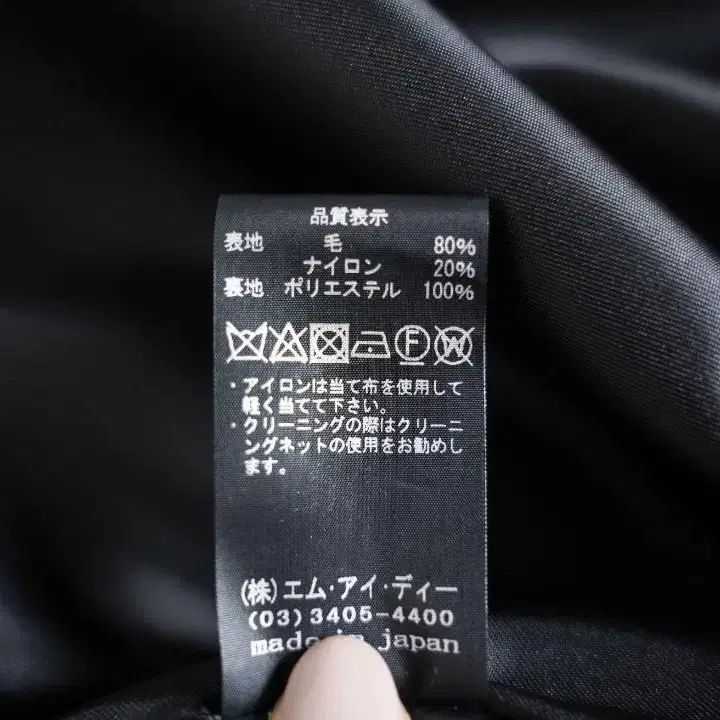 品質表示
表地 毛 80%
ナイロン 20%
裏地 ポリエステル 100%
F W
・アイロンは当て布を使用して
軽く当てて下さい。
・クリーニングの際はクリーニ
ングネットの使用をお勧めし
ます。
(株)エム・アイ・ディー
(03)3405-4400
made in japan